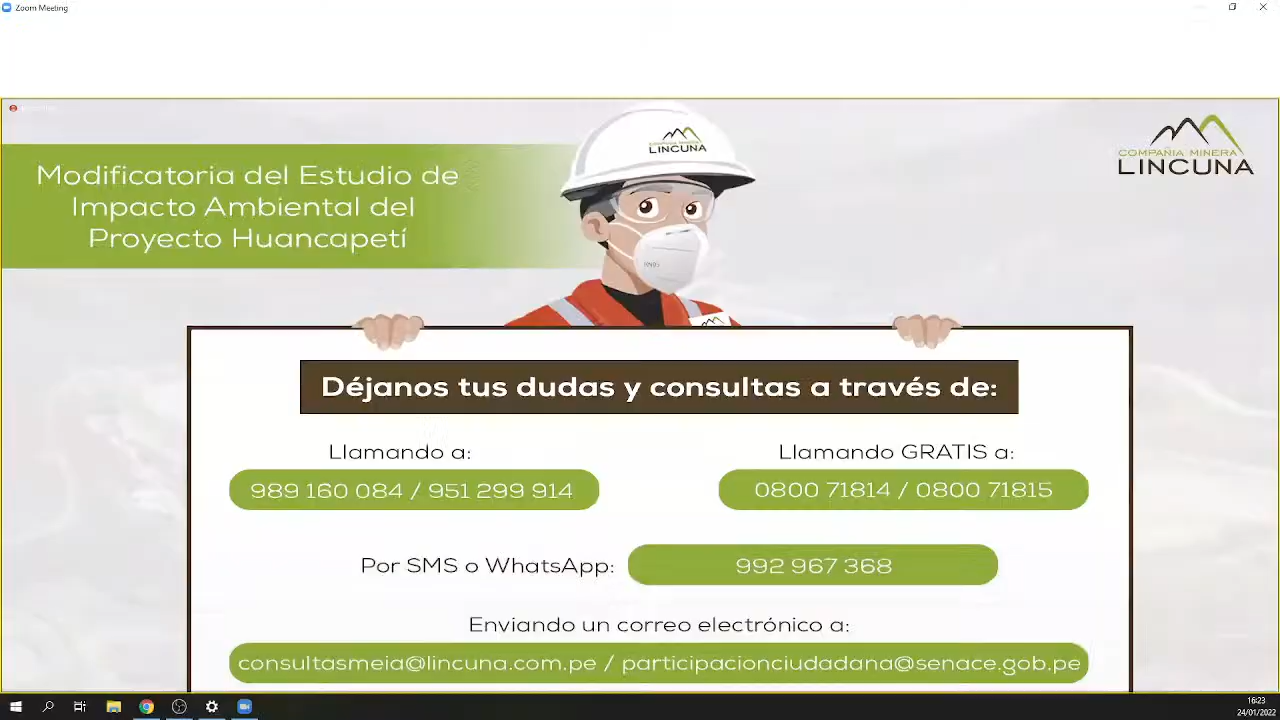 Zoom Meeting
COMPAÑIA MINERA
LINCUNA
COMPAÑIA MINERA
LINCUNA
Modificatoria del Estudio de
Impacto Ambiental del
Proyecto Huancapetí
Déjanos tus dudas y consultas a través de:
Llamando a:
989 160 084 / 951 299 914
Llamando GRATIS a:
0800 71814 / 0800 71815
Por SMS o WhatsApp:
992 967 368
Enviando un correo electrónico a:
consultasmeia@lincuna.com.pe / participacionciudadana@senace.gob.pe
16:23
24/01/2022